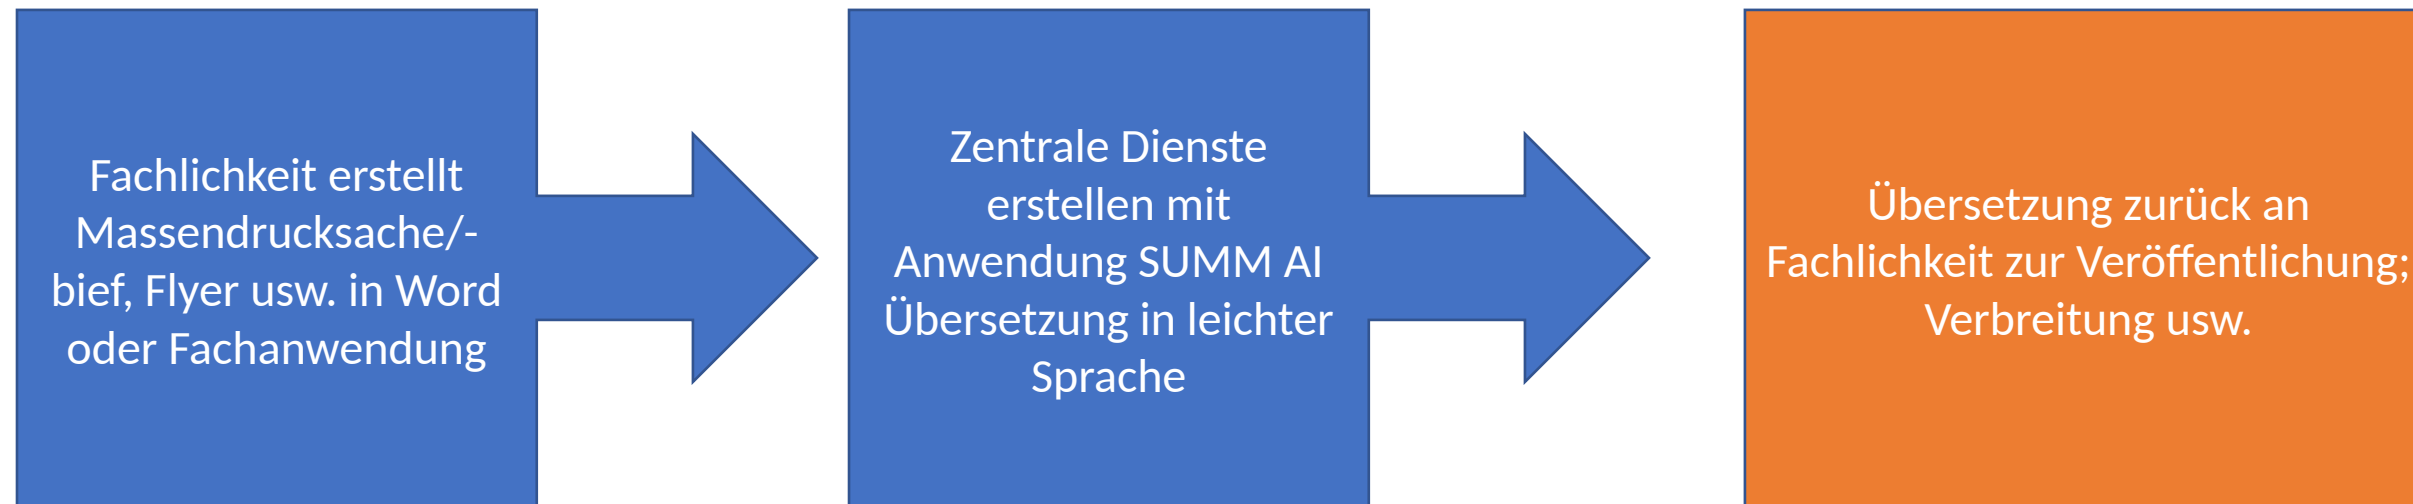 Fachlichkeit erstellt
Massendrucksache/-
bief, Flyer usw. in Word
oder Fachanwendung
Zentrale Dienste
erstellen mit
Anwendung SUMM AI
Übersetzung in leichter
Sprache
Übersetzung zurück an
Fachlichkeit zur Veröffentlichung;
Verbreitung usw.